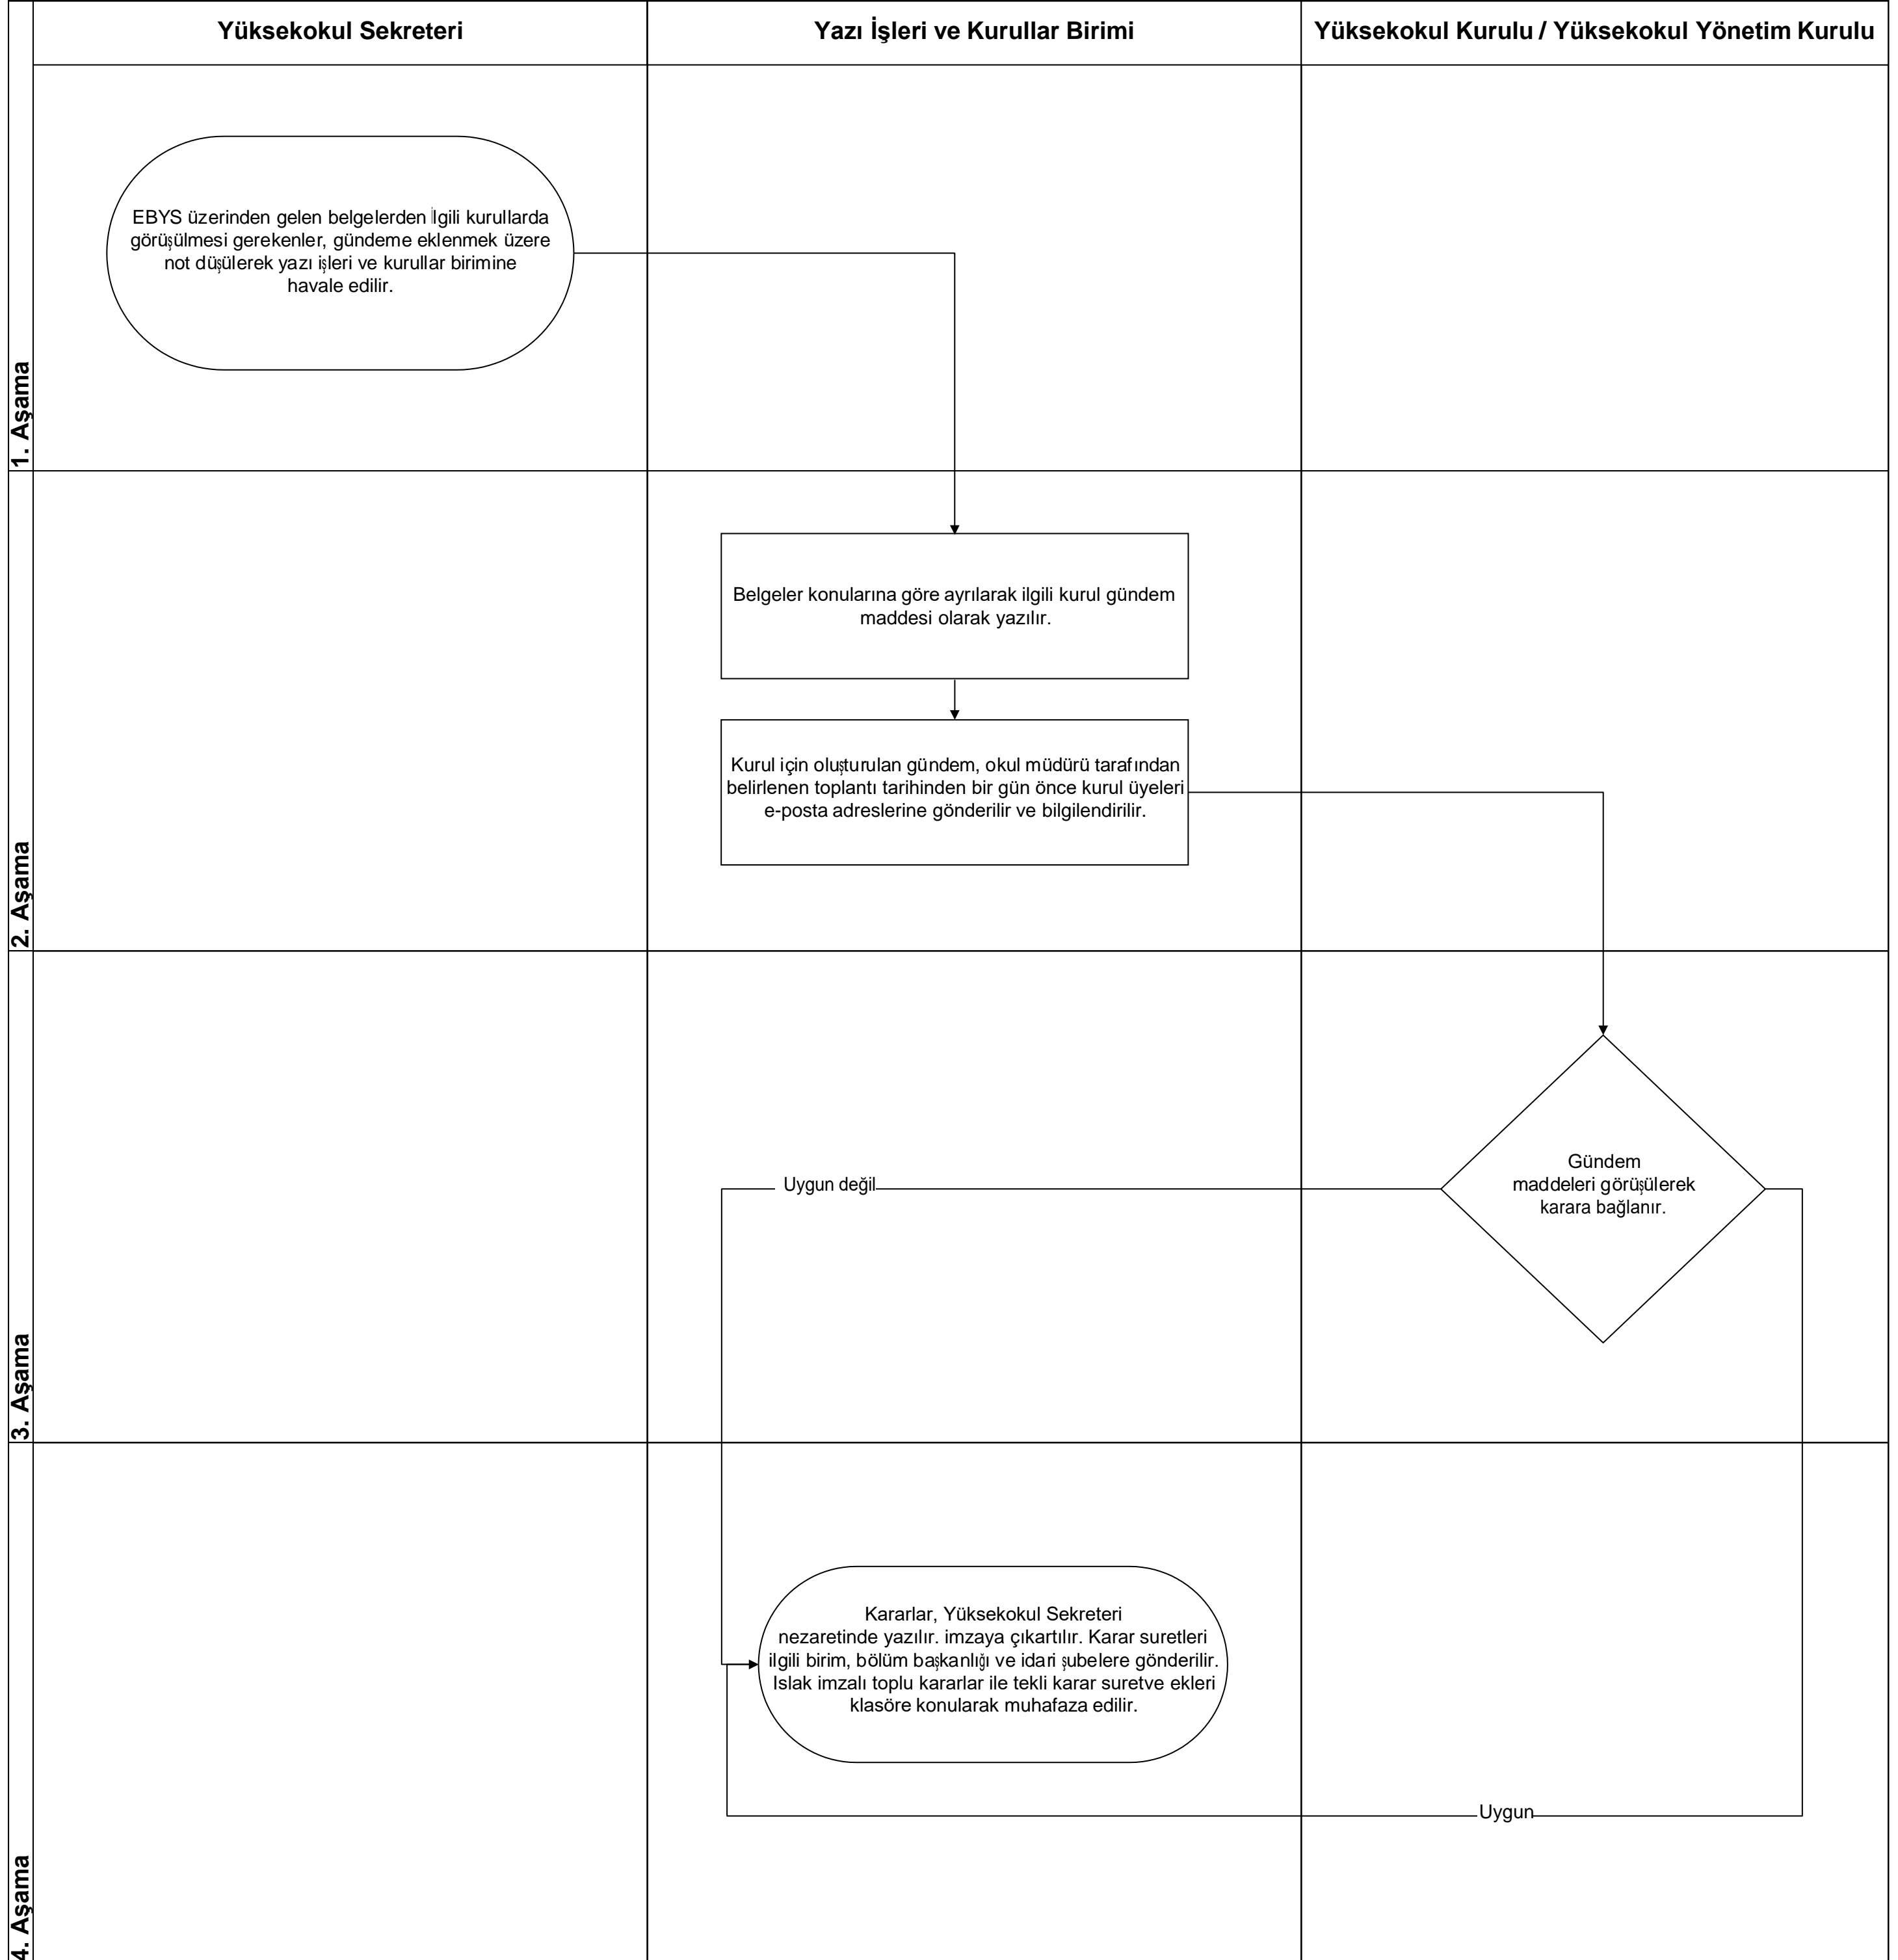 Yüksekokul Sekreteri
Yazı İşleri ve Kurullar Birimi
Yüksekokul Kurulu / Yüksekokul Yönetim Kurulu
1. Aşama
EBYS üzerinden gelen belgelerden İlgili kurullarda
görüşülmesi gerekenler, gündeme eklenmek üzere
not düşülerek yazı işleri ve kurullar birimine
havale edilir.
2. Aşama
Belgeler konularına göre ayrılarak ilgili kurul gündem
maddesi olarak yazılır.
Kurul için oluşturulan gündem, okul müdürü tarafından
belirlenen toplantı tarihinden bir gün önce kurul üyeleri
e-posta adreslerine gönderilir ve bilgilendirilir.
3. Aşama
Gündem
maddeleri görüşülerek
karara bağlanır.
Uygun değil
4. Aşama
Kararlar, Yüksekokul Sekreteri
nezaretinde yazılır. imzaya çıkartılır. Karar suretleri
ilgili birim, bölüm başkanlığı ve idari şubelere gönderilir.
Islak imzalı toplu kararlar ile tekli karar suretve ekleri
klasöre konularak muhafaza edilir.
Uygun